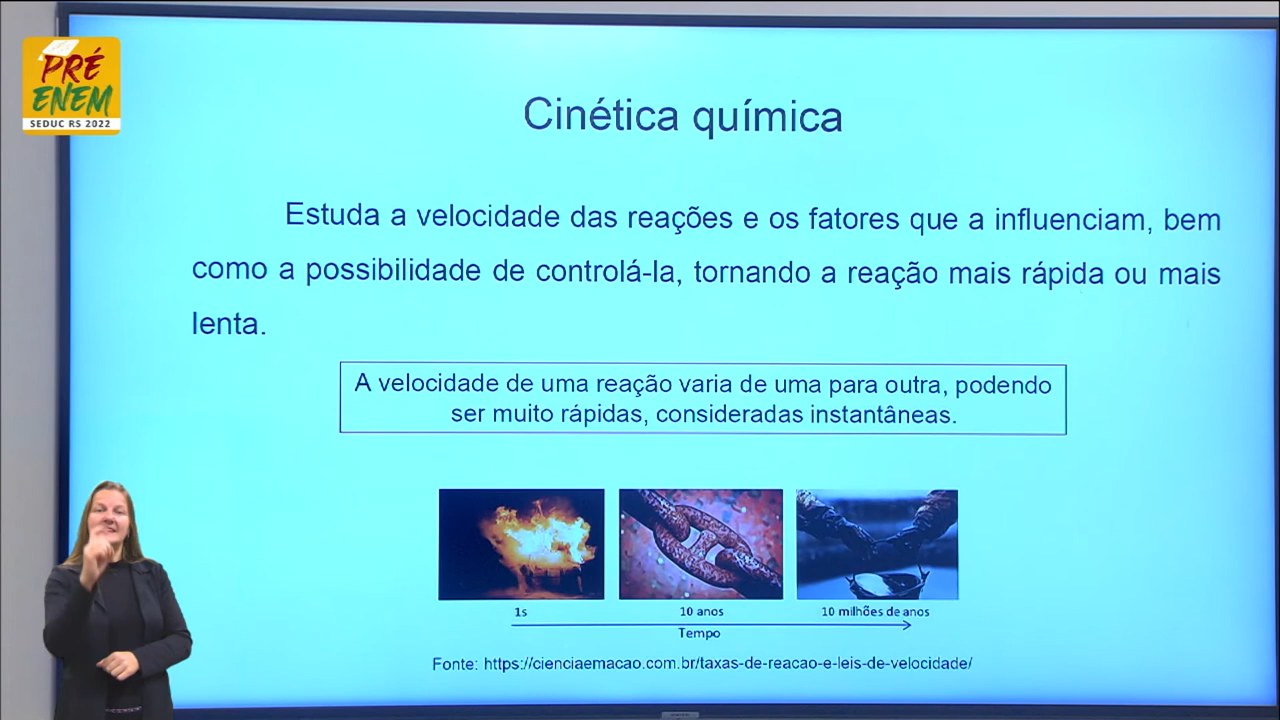 PRÉ
ENEM
SEDUC RS 2022
Cinética química
Estuda a velocidade das reações e os fatores que a influenciam, bem
como a possibilidade de controlá-la, tornando a reação mais rápida ou mais
lenta.
A velocidade de uma reação varia de uma para outra, podendo
ser muito rápidas, consideradas instantâneas.
1s 10 anos 10 milhões de anos
Tempo
Fonte: https://cienciaemacao.com.br/taxas-de-reacao-e-leis-de-velocidade/